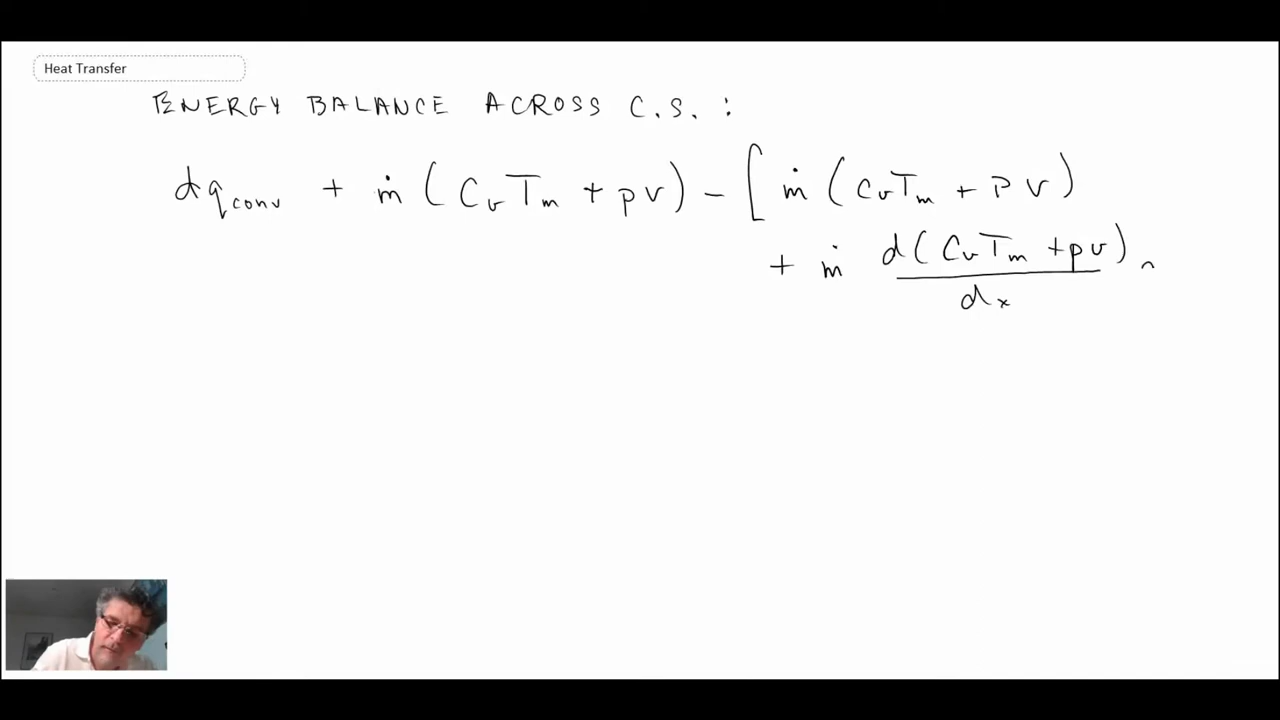 Heat Transfer
ENERGY BALANCE ACROSS C.S. :
dq_conv + ṁ (C_v T_m + pv) - [ ṁ (C_v T_m + PV)
+ ṁ d(C_v T_m + pv)
dx